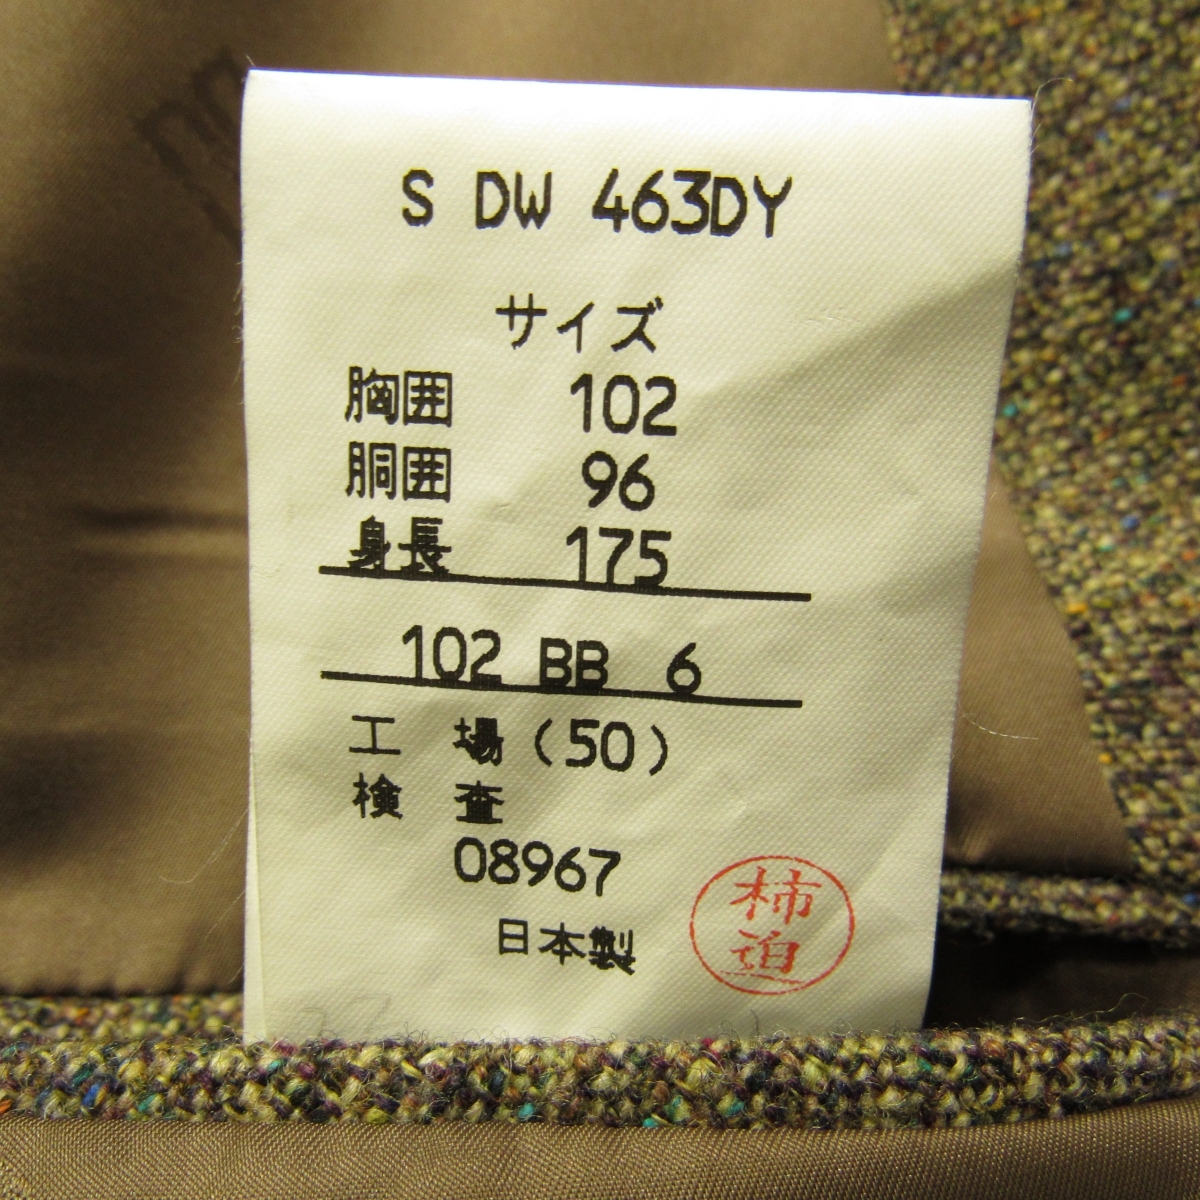 S DW 463DY
サイズ
胸囲 102
胴囲 96
身長 175
102 BB 6
工 場(50)
検 査
08967
日本製
柿
迫